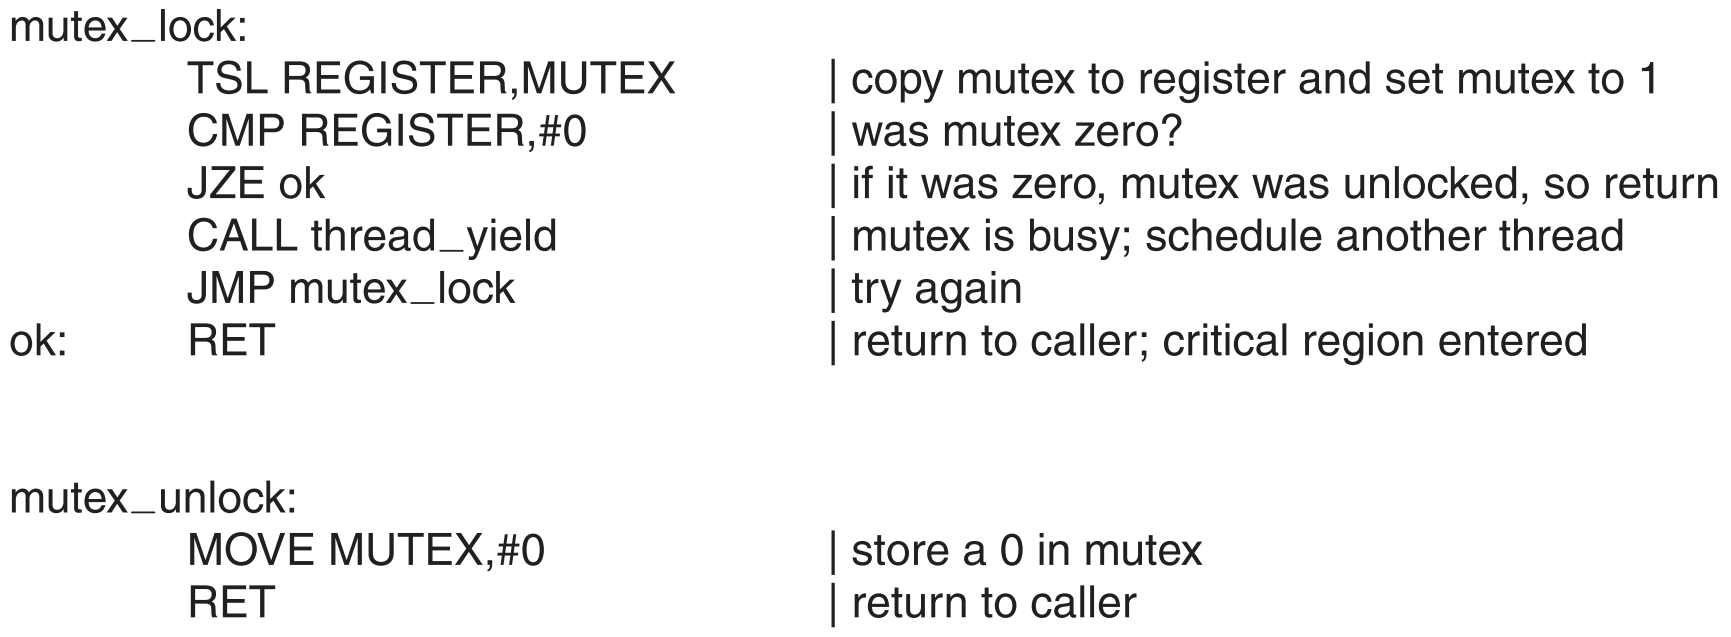 mutex_lock:
TSL REGISTER,MUTEX | copy mutex to register and set mutex to 1
CMP REGISTER,#0 | was mutex zero?
JZE ok | if it was zero, mutex was unlocked, so return
CALL thread_yield | mutex is busy; schedule another thread
JMP mutex_lock | try again
ok: RET | return to caller; critical region entered
mutex_unlock:
MOVE MUTEX,#0 | store a 0 in mutex
RET | return to caller